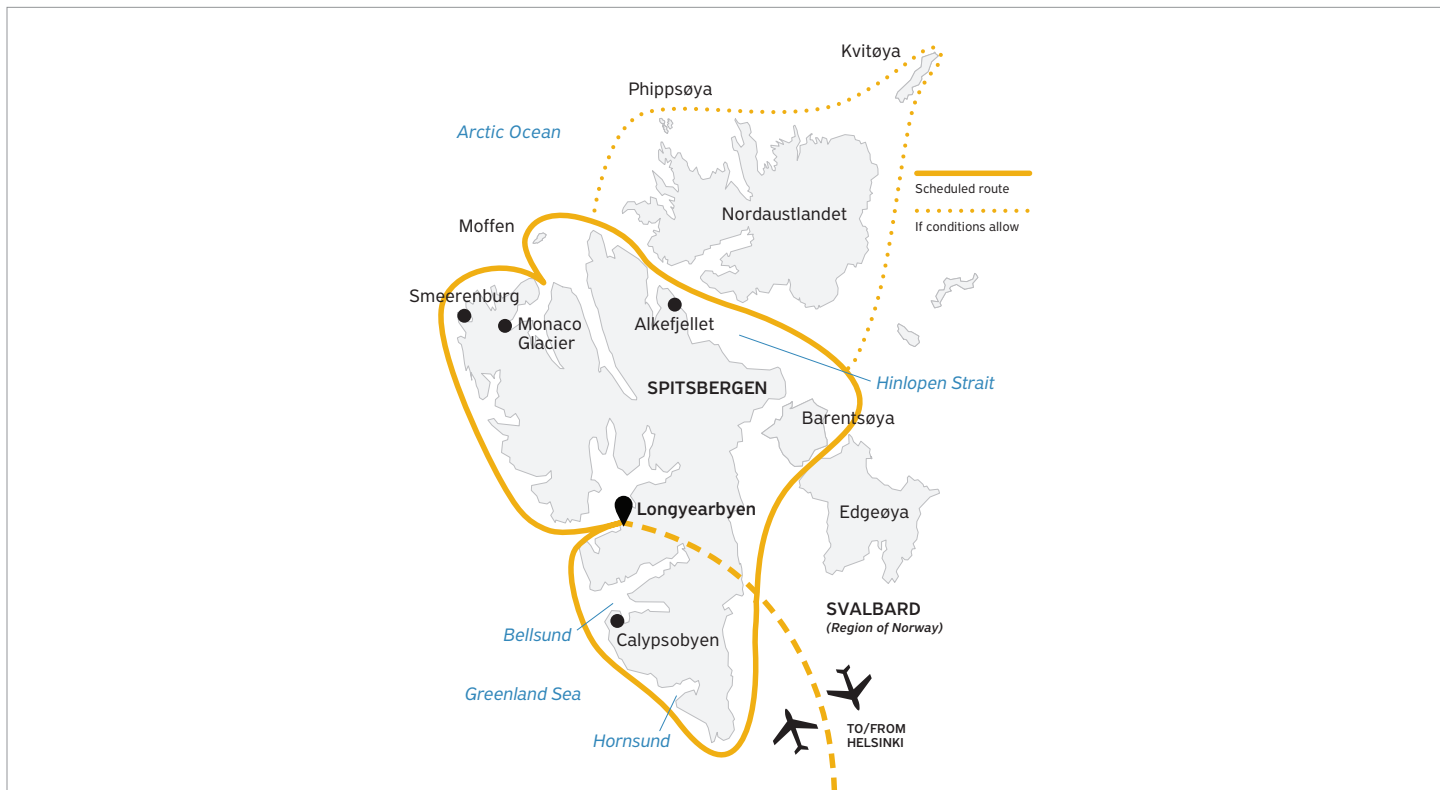 Kvitøya
Phippsøya
Arctic Ocean
Scheduled route
Nordaustlandet
Moffen
If conditions allow
Smeerenburg
Monaco
Glacier
Alkefjellet
Hinlopen Strait
SPITSBERGEN
Barentsøya
Longyearbyen
Edgeøya
SVALBARD
(Region of Norway)
Bellsund
Calypsobyen
Greenland Sea
Hornsund
TO/FROM
HELSINKI